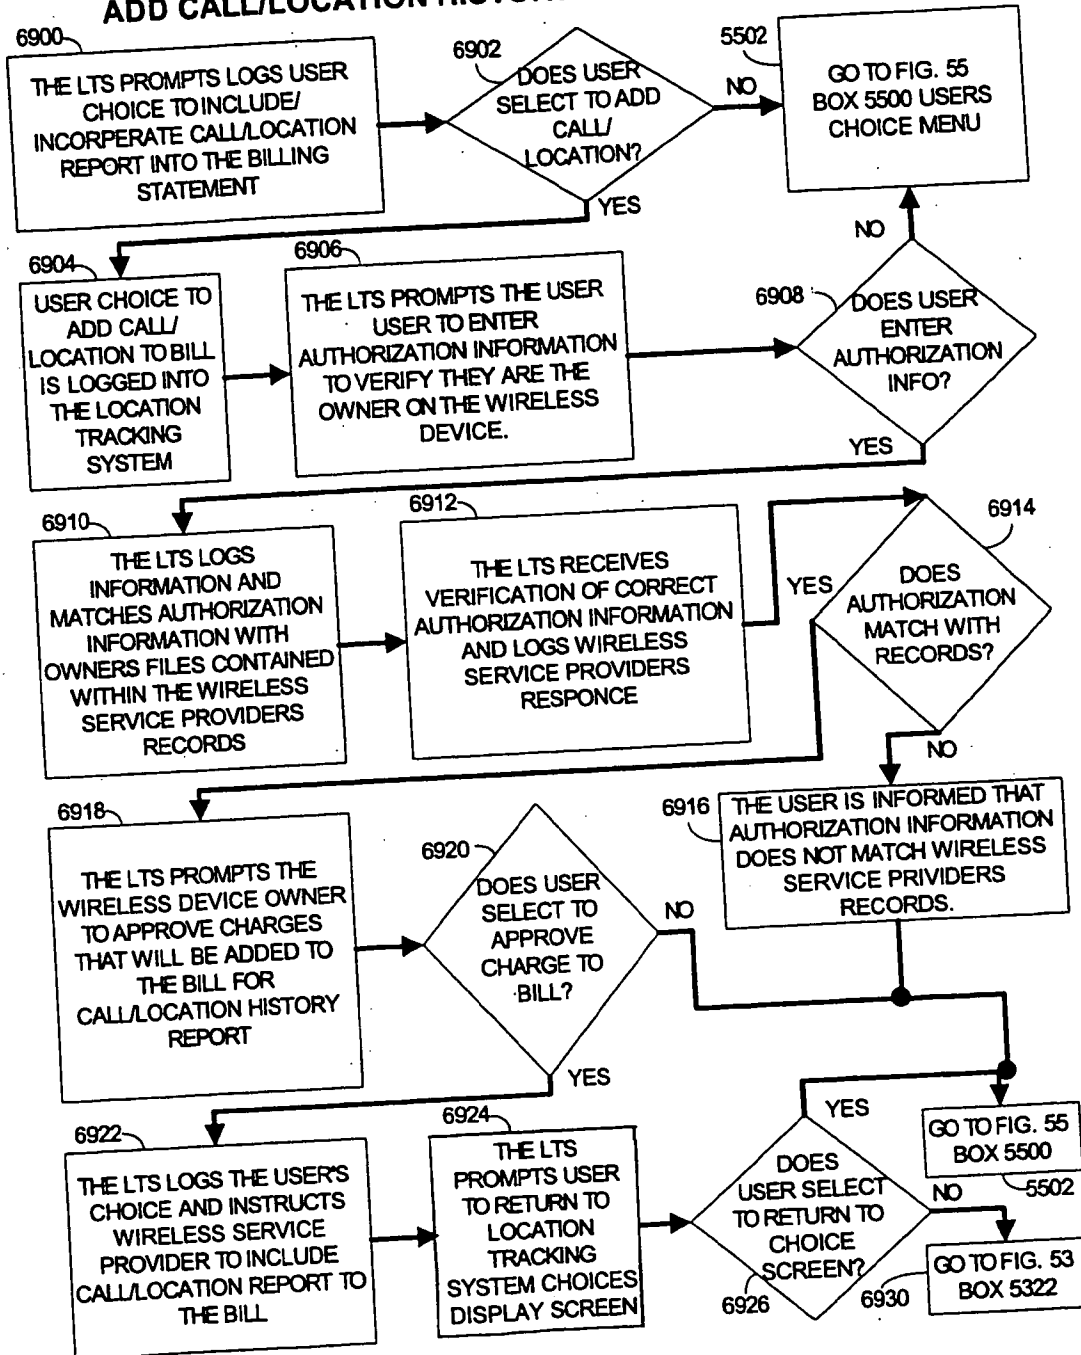 ADD CALL/LOCATION
6900
THE LTS PROMPTS LOGS USER
CHOICE TO INCLUDE/
INCORPERATE CALL/LOCATION
REPORT INTO THE BILLING
STATEMENT
6902
DOES USER
SELECT TO ADD
CALL/
LOCATION?
NO
YES
5502
GO TO FIG. 55
BOX 5500 USERS
CHOICE MENU
6904
USER CHOICE TO
ADD CALL/
LOCATION TO BILL
IS LOGGED INTO
THE LOCATION
TRACKING
SYSTEM
6906
THE LTS PROMPTS THE USER
USER TO ENTER
AUTHORIZATION INFORMATION
TO VERIFY THEY ARE THE
OWNER ON THE WIRELESS
DEVICE.
NO
6908
DOES USER
ENTER
AUTHORIZATION
INFO?
YES
6910
THE LTS LOGS
INFORMATION AND
MATCHES AUTHORIZATION
INFORMATION WITH
OWNERS FILES CONTAINED
WITHIN THE WIRELESS
SERVICE PROVIDERS
RECORDS
6912
THE LTS RECEIVES
VERIFICATION OF CORRECT
AUTHORIZATION INFORMATION
AND LOGS WIRELESS
SERVICE PROVIDERS
RESPONCE
6914
YES
DOES
AUTHORIZATION
MATCH WITH
RECORDS?
NO
6916
THE USER IS INFORMED THAT
AUTHORIZATION INFORMATION
DOES NOT MATCH WIRELESS
SERVICE PRIVIDERS
RECORDS.
6918
THE LTS PROMPTS THE
WIRELESS DEVICE OWNER
TO APPROVE CHARGES
THAT WILL BE ADDED TO
THE BILL FOR
CALL/LOCATION HISTORY
REPORT
6920
DOES USER
SELECT TO
APPROVE
CHARGE TO
BILL?
NO
YES
6922
THE LTS LOGS THE USER'S
CHOICE AND INSTRUCTS
WIRELESS SERVICE
PROVIDER TO INCLUDE
CALL/LOCATION REPORT TO
THE BILL
6924
THE LTS
PROMPTS USER
TO RETURN TO
LOCATION
TRACKING
SYSTEM CHOICES
DISPLAY SCREEN
YES
DOES
USER SELECT
TO RETURN TO
CHOICE
SCREEN?
6926
NO
GO TO FIG. 55
BOX 5500
5502
6930
GO TO FIG. 53
BOX 5322